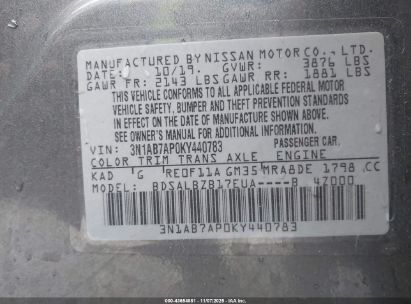 MANUFACTURED BY NISSAN MOTOR CO., LTD.
DATE: 10/19. GVWR: 3876 LBS
GAWR FR: 2143 LBS GAWR RR: 1881 LBS
THIS VEHICLE CONFORMS TO ALL APPLICABLE FEDERAL MOTOR
VEHICLE SAFETY, BUMPER AND THEFT PREVENTION STANDARDS
IN EFFECT ON THE DATE OF MANUFACTURE SHOWN ABOVE.
SEE OWNER'S MANUAL FOR ADDITIONAL INFORMATION.
VIN: 3N1AB7AP0KY440783 PASSENGER CAR.
COLOR TRIM TRANS AXLE ENGINE
KAD G RE0F11A GM35 MRA8DE 1798 CC
MODEL: BDSALBZB17EUA----B 4Z000
3N1AB7AP0KY440783